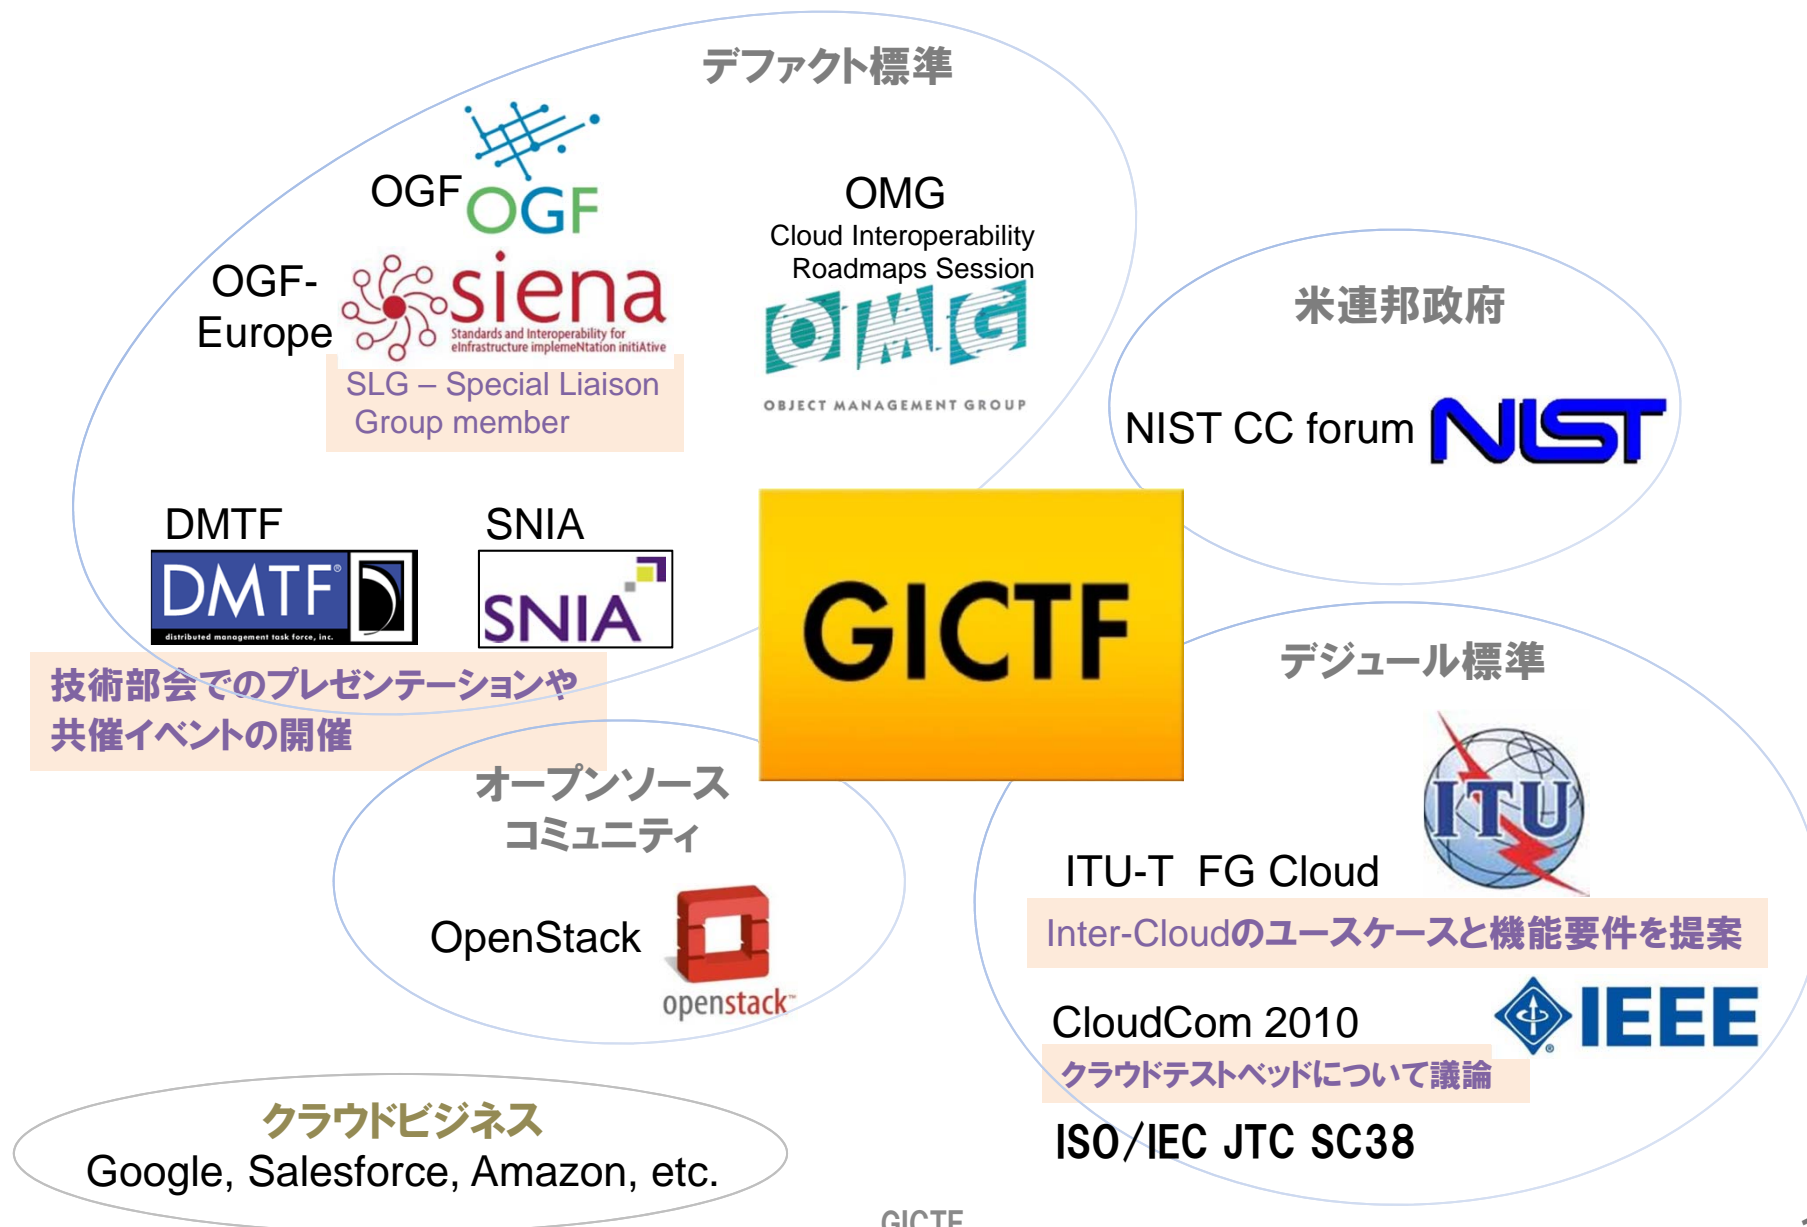 デファクト標準
OGF
OGF
OGF-
Europe
siena
Standards and Interoperability for
eInfrastructure implemeNtation initiAtive
SLG – Special Liaison
Group member
OMG
Cloud Interoperability
Roadmaps Session
OMG
OBJECT MANAGEMENT GROUP
米連邦政府
NIST CC forum
NIST
DMTF
DMTF®
distributed management task force, inc.
SNIA
SNIA
技術部会でのプレゼンテーションや
共催イベントの開催
GICTF
デジュール標準
ITU
ITU-T FG Cloud
Inter-Cloudのユースケースと機能要件を提案
CloudCom 2010
IEEE
®
クラウドテストベッドについて議論
ISO/IEC JTC SC38
オープンソース
コミュニティ
OpenStack
openstack™
クラウドビジネス
Google, Salesforce, Amazon, etc.
GICTF